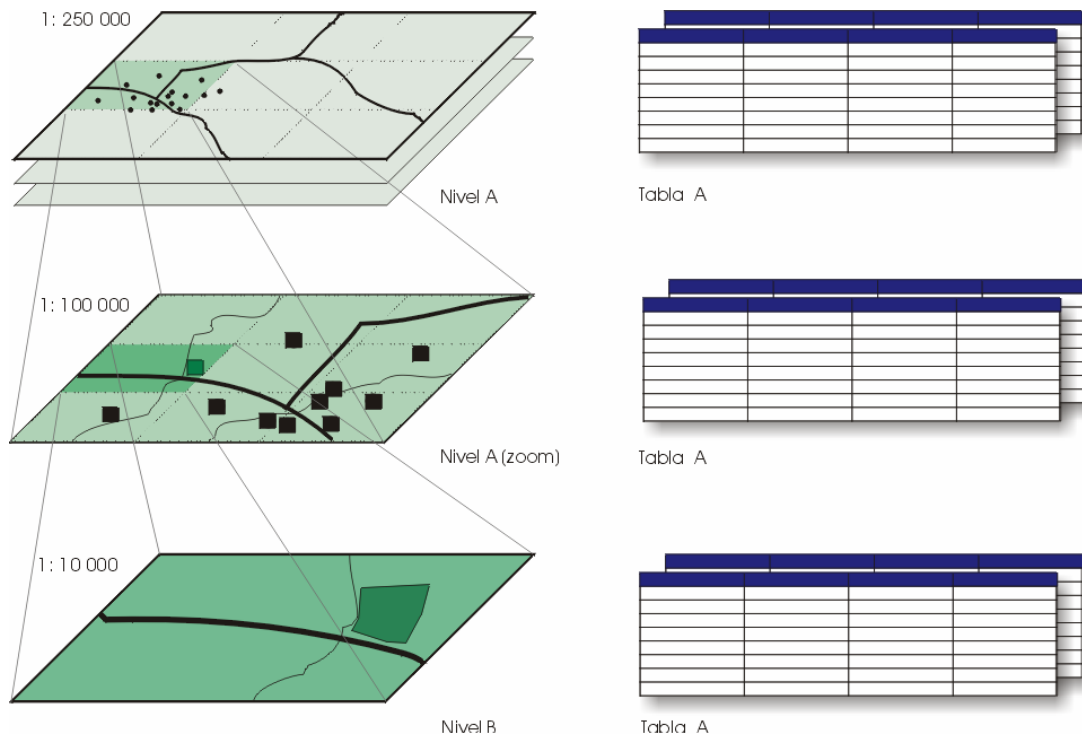 1: 250 000
Nivel A
Tabla A
1: 100 000
Nivel A (zoom)
Tabla A
1: 10 000
Nivel B
Tabla A